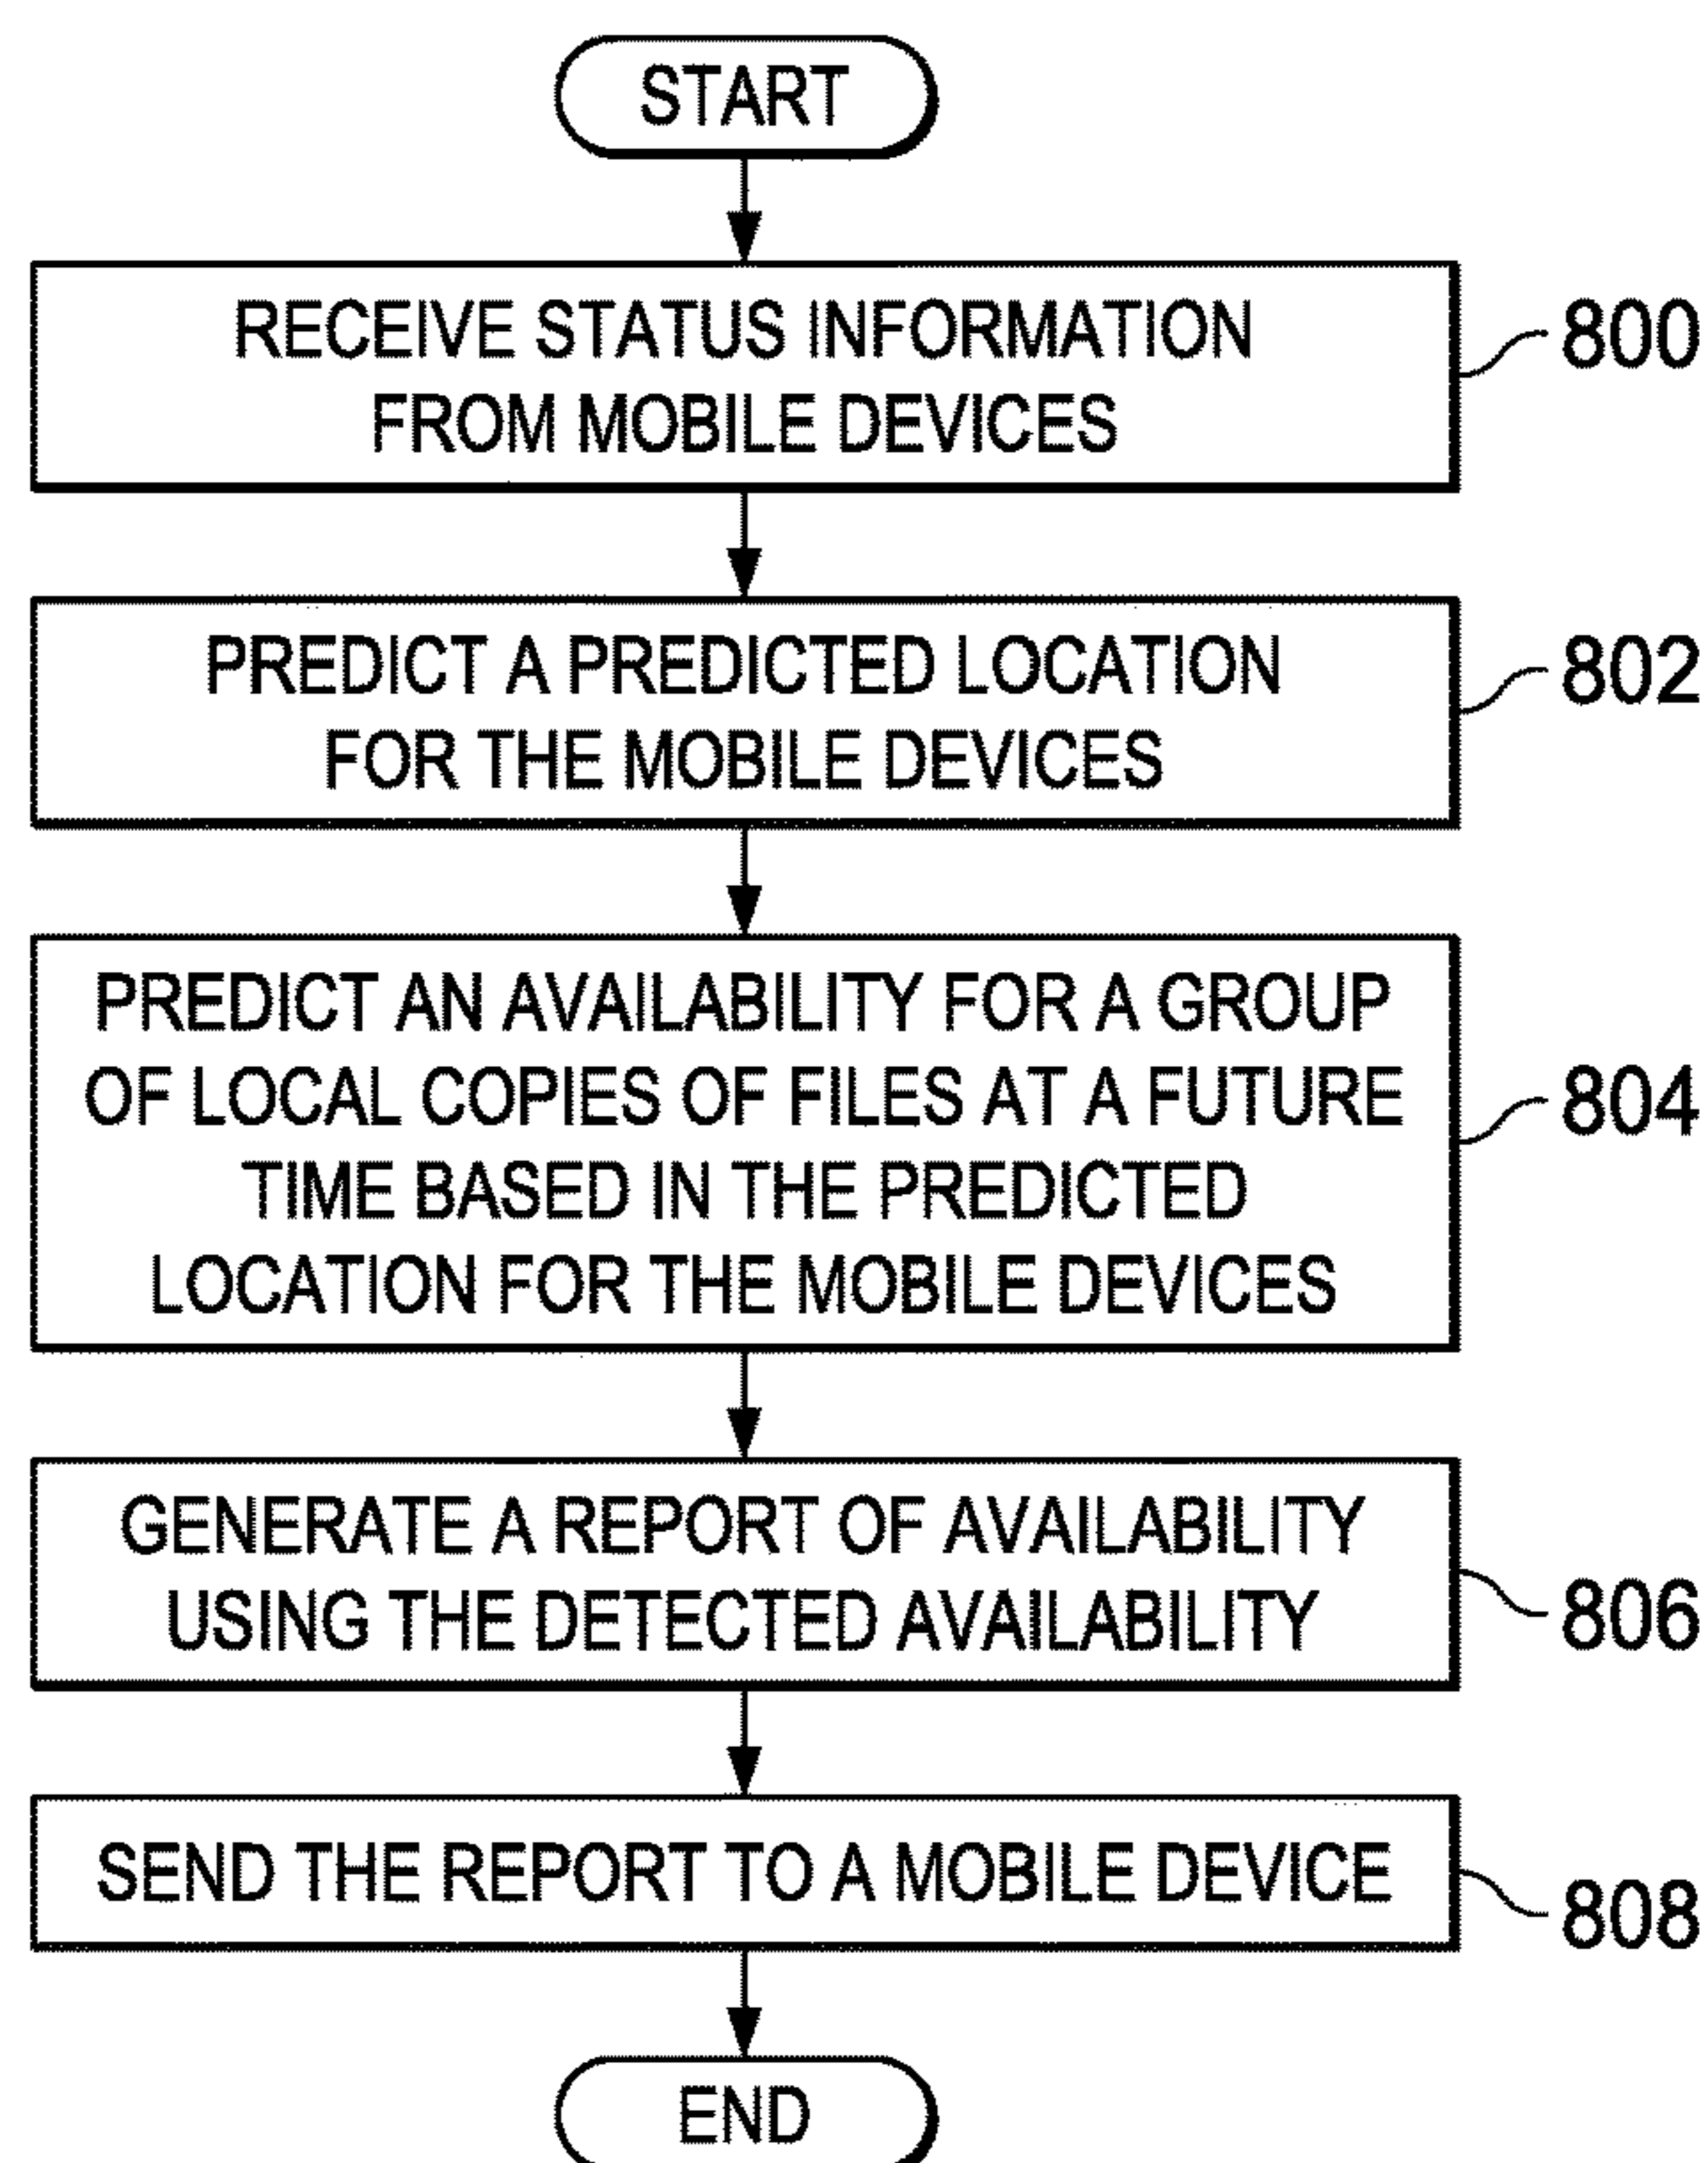 START
RECEIVE STATUS INFORMATION
FROM MOBILE DEVICES
800
PREDICT A PREDICTED LOCATION
FOR THE MOBILE DEVICES
802
PREDICT AN AVAILABILITY FOR A GROUP
OF LOCAL COPIES OF FILES AT A FUTURE
TIME BASED IN THE PREDICTED
LOCATION FOR THE MOBILE DEVICES
804
GENERATE A REPORT OF AVAILABILITY
USING THE DETECTED AVAILABILITY
806
SEND THE REPORT TO A MOBILE DEVICE
808
END